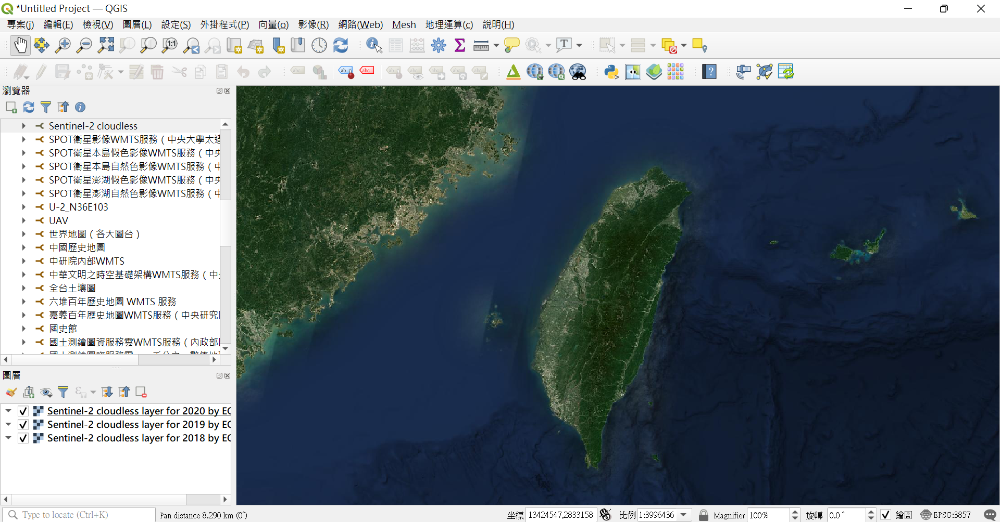 *Untitled Project — QGIS
專案(j) 編輯(E) 檢視(V) 圖層(L) 設定(S) 外掛程式(P) 向量(o) 影像(R) 網路(Web) Mesh 地理運算(c) 說明(H)
瀏覽器
Sentinel-2 cloudless
SPOT衛星影像WMTS服務（中央大學太遙
SPOT衛星本島假色影像WMTS服務（中央
SPOT衛星本島自然色影像WMTS服務（中
SPOT衛星澎湖假色影像WMTS服務（中央
SPOT衛星澎湖自然色影像WMTS服務（中
U-2_N36E103
UAV
世界地圖（各大圖台）
中國歷史地圖
中研院內部WMTS
中華文明之時空基礎架構WMTS服務（中央
全台土壤圖
六堆百年歷史地圖 WMTS 服務
嘉義百年歷史地圖WMTS服務（中央研究院
國史館
國土測繪圖資服務雲WMTS服務（內政部
圖層
Sentinel-2 cloudless layer for 2020 by EO
Sentinel-2 cloudless layer for 2019 by EO
Sentinel-2 cloudless layer for 2018 by EO
Type to locate (Ctrl+K) Pan distance 8.290 km (0°) 坐標 13424547,2833158 比例 1:3996436 Magnifier 100% 旋轉 0.0 ° 繪圖 EPSG:3857